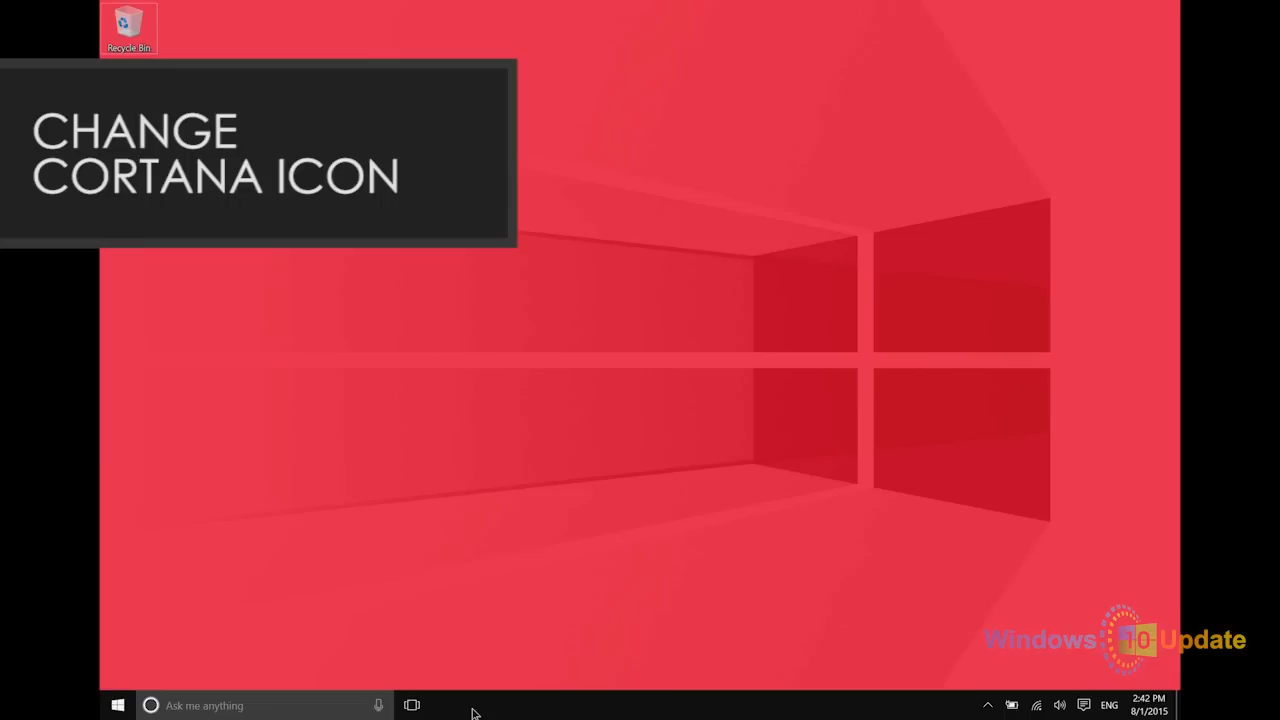 Recycle Bin
CHANGE
CORTANA ICON
Windows 10 Update
Ask me anything
ENG
2:42 PM
8/1/2015